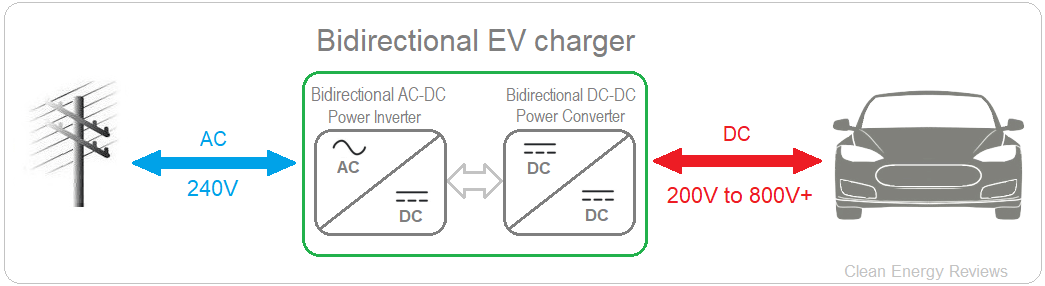 Bidirectional EV charger
Bidirectional AC-DC
Power Inverter
Bidirectional DC-DC
Power Converter
AC
240V
AC
DC
DC
DC
DC
200V to 800V+
Clean Energy Reviews